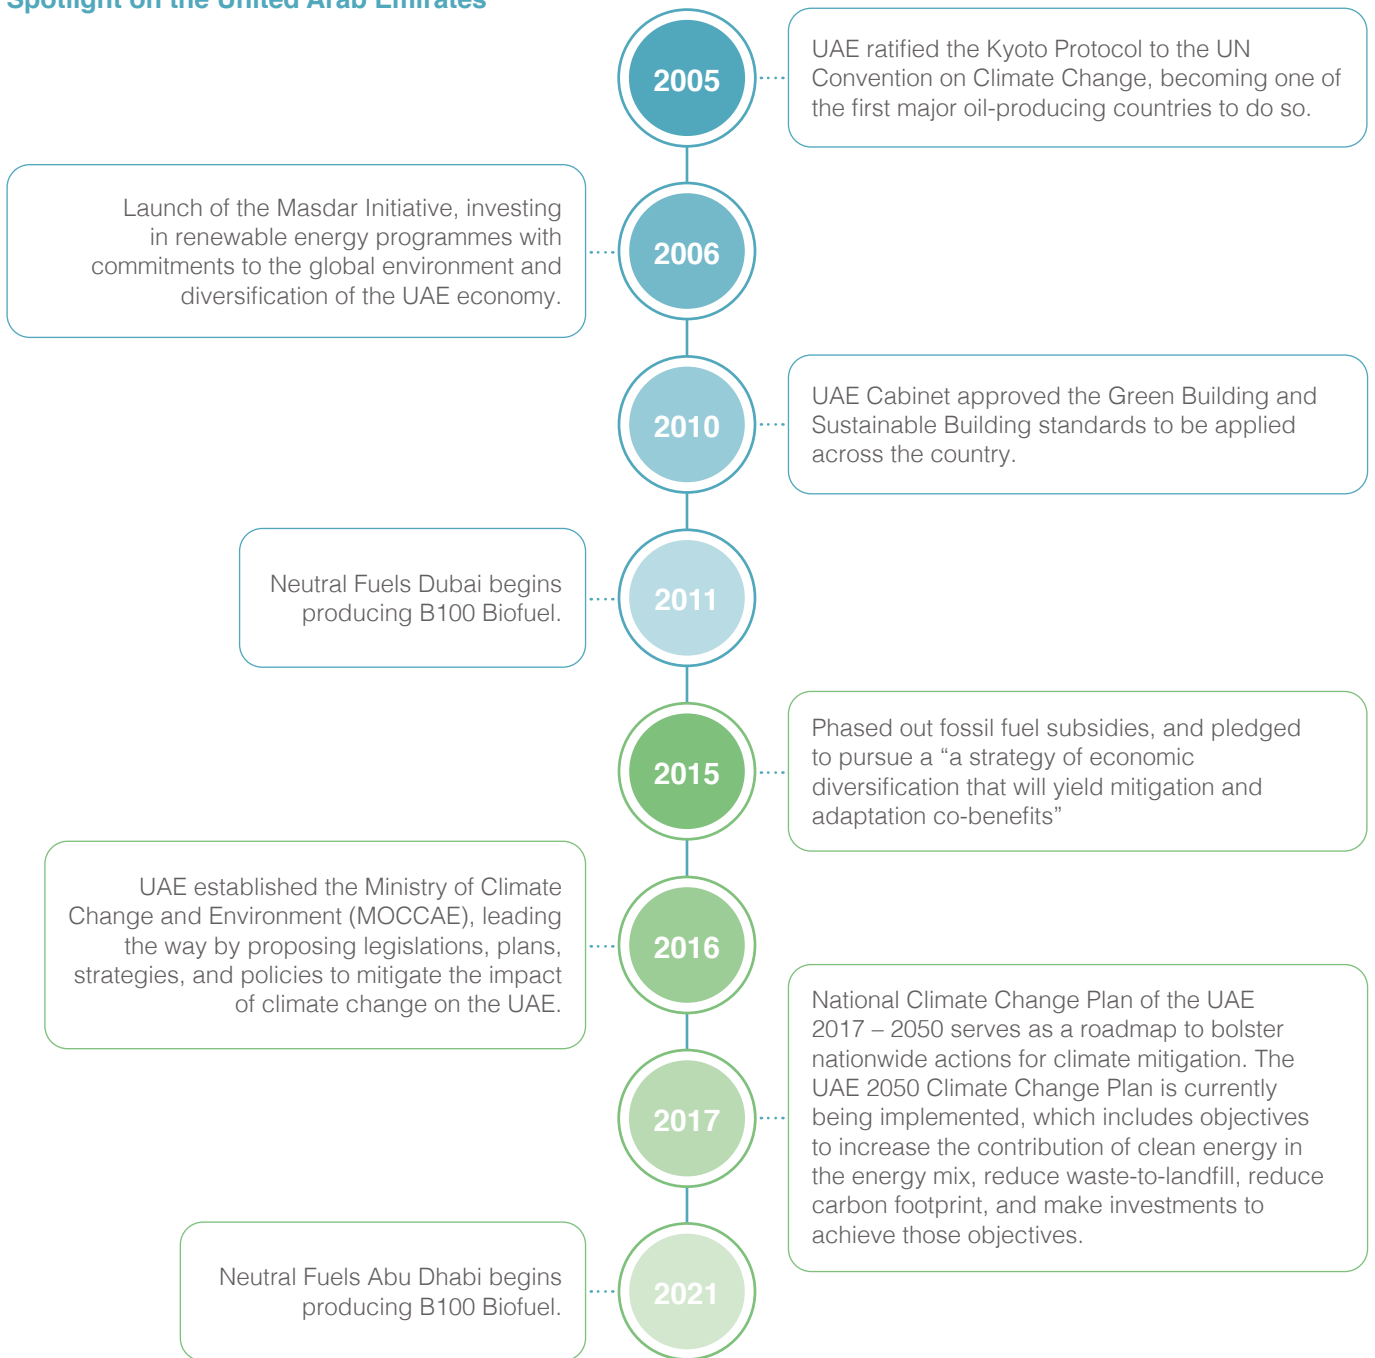 Spotlight on the United Arab Emirates
2005
UAE ratified the Kyoto Protocol to the UN
Convention on Climate Change, becoming one of
the first major oil-producing countries to do so.
Launch of the Masdar Initiative, investing
in renewable energy programmes with
commitments to the global environment and
diversification of the UAE economy.
2006
2010
UAE Cabinet approved the Green Building and
Sustainable Building standards to be applied
across the country.
Neutral Fuels Dubai begins
producing B100 Biofuel.
2011
2015
Phased out fossil fuel subsidies, and pledged
to pursue a “a strategy of economic
diversification that will yield mitigation and
adaptation co-benefits”
UAE established the Ministry of Climate
Change and Environment (MOCCAE), leading
the way by proposing legislations, plans,
strategies, and policies to mitigate the impact
of climate change on the UAE.
2016
2017
National Climate Change Plan of the UAE
2017 – 2050 serves as a roadmap to bolster
nationwide actions for climate mitigation. The
UAE 2050 Climate Change Plan is currently
being implemented, which includes objectives
to increase the contribution of clean energy in
the energy mix, reduce waste-to-landfill, reduce
carbon footprint, and make investments to
achieve those objectives.
Neutral Fuels Abu Dhabi begins
producing B100 Biofuel.
2021